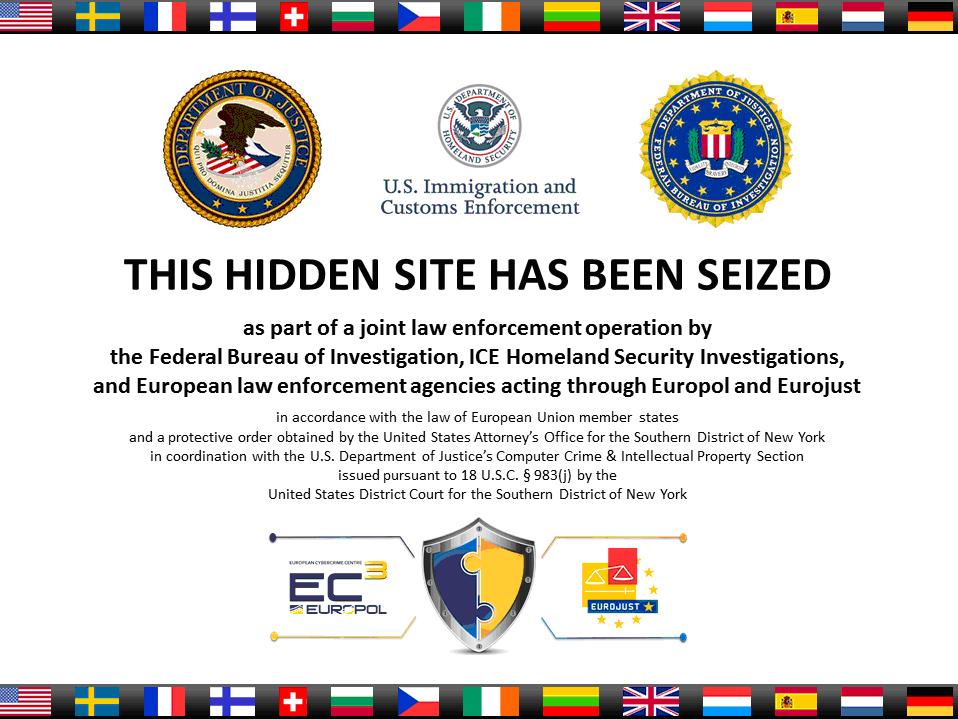 DEPARTMENT OF JUSTICE
QUI PRO DOMINA JUSTITIA SEQUITUR
U.S. DEPARTMENT OF
HOMELAND SECURITY
U.S. Immigration and
Customs Enforcement
DEPARTMENT OF JUSTICE
FEDERAL BUREAU OF INVESTIGATION
THIS HIDDEN SITE HAS BEEN SEIZED
as part of a joint law enforcement operation by
the Federal Bureau of Investigation, ICE Homeland Security Investigations,
and European law enforcement agencies acting through Europol and Eurojust
in accordance with the law of European Union member states
and a protective order obtained by the United States Attorney’s Office for the Southern District of New York
in coordination with the U.S. Department of Justice’s Computer Crime & Intellectual Property Section
issued pursuant to 18 U.S.C. § 983(j) by the
United States District Court for the Southern District of New York
EUROPEAN CYBERCRIME CENTRE
EC3
EUROPOL
EUROJUST